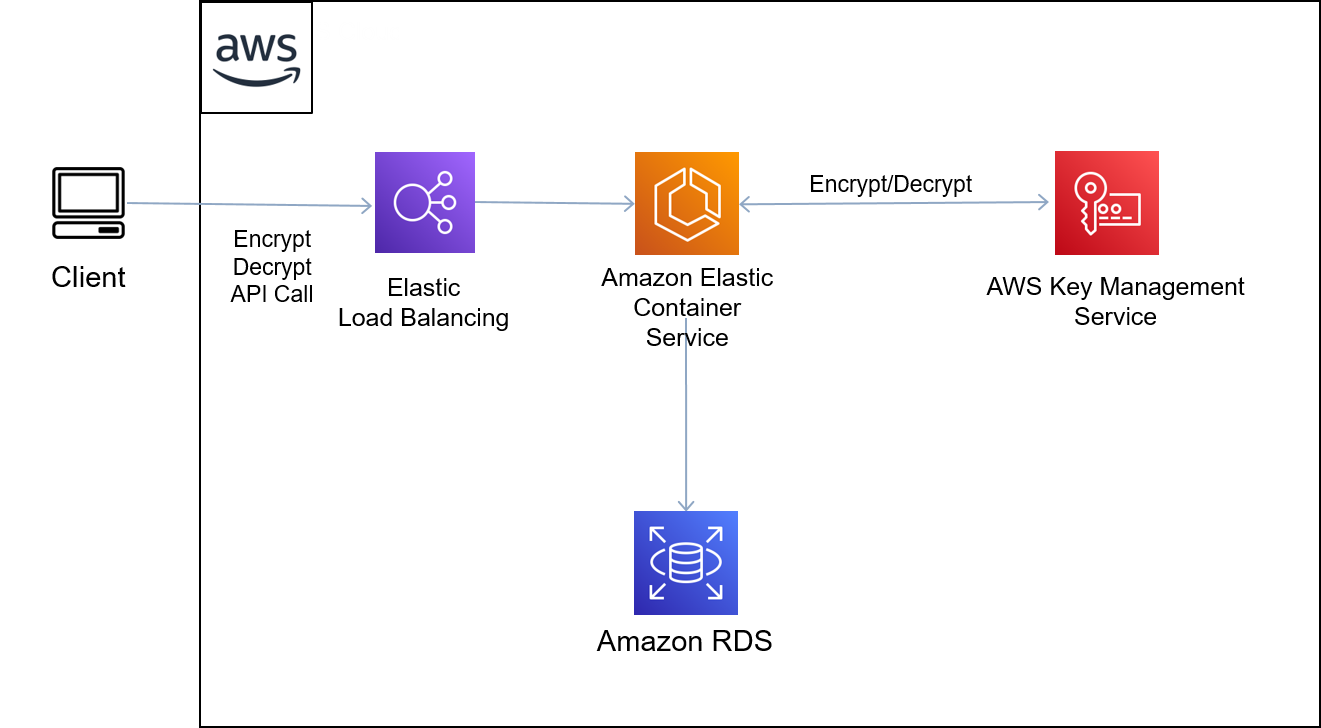 aws
Client
Encrypt
Decrypt
API Call
Elastic
Load Balancing
Amazon Elastic
Container
Service
Encrypt/Decrypt
AWS Key Management
Service
Amazon RDS